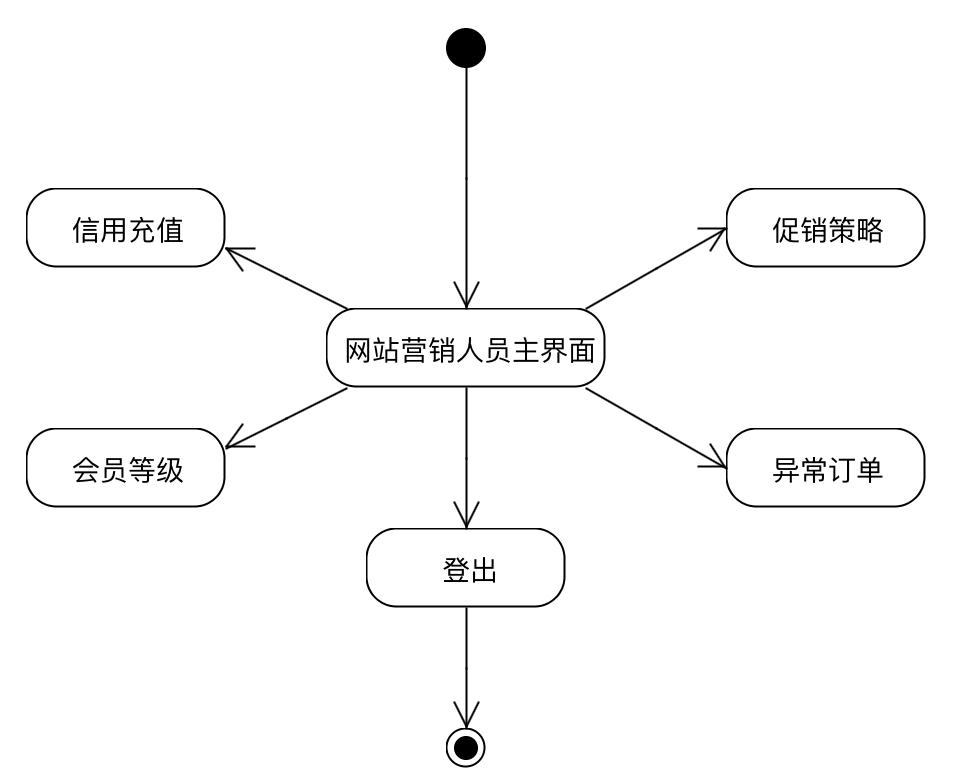 信用充值
促销策略
网站营销人员主界面
会员等级
异常订单
登出